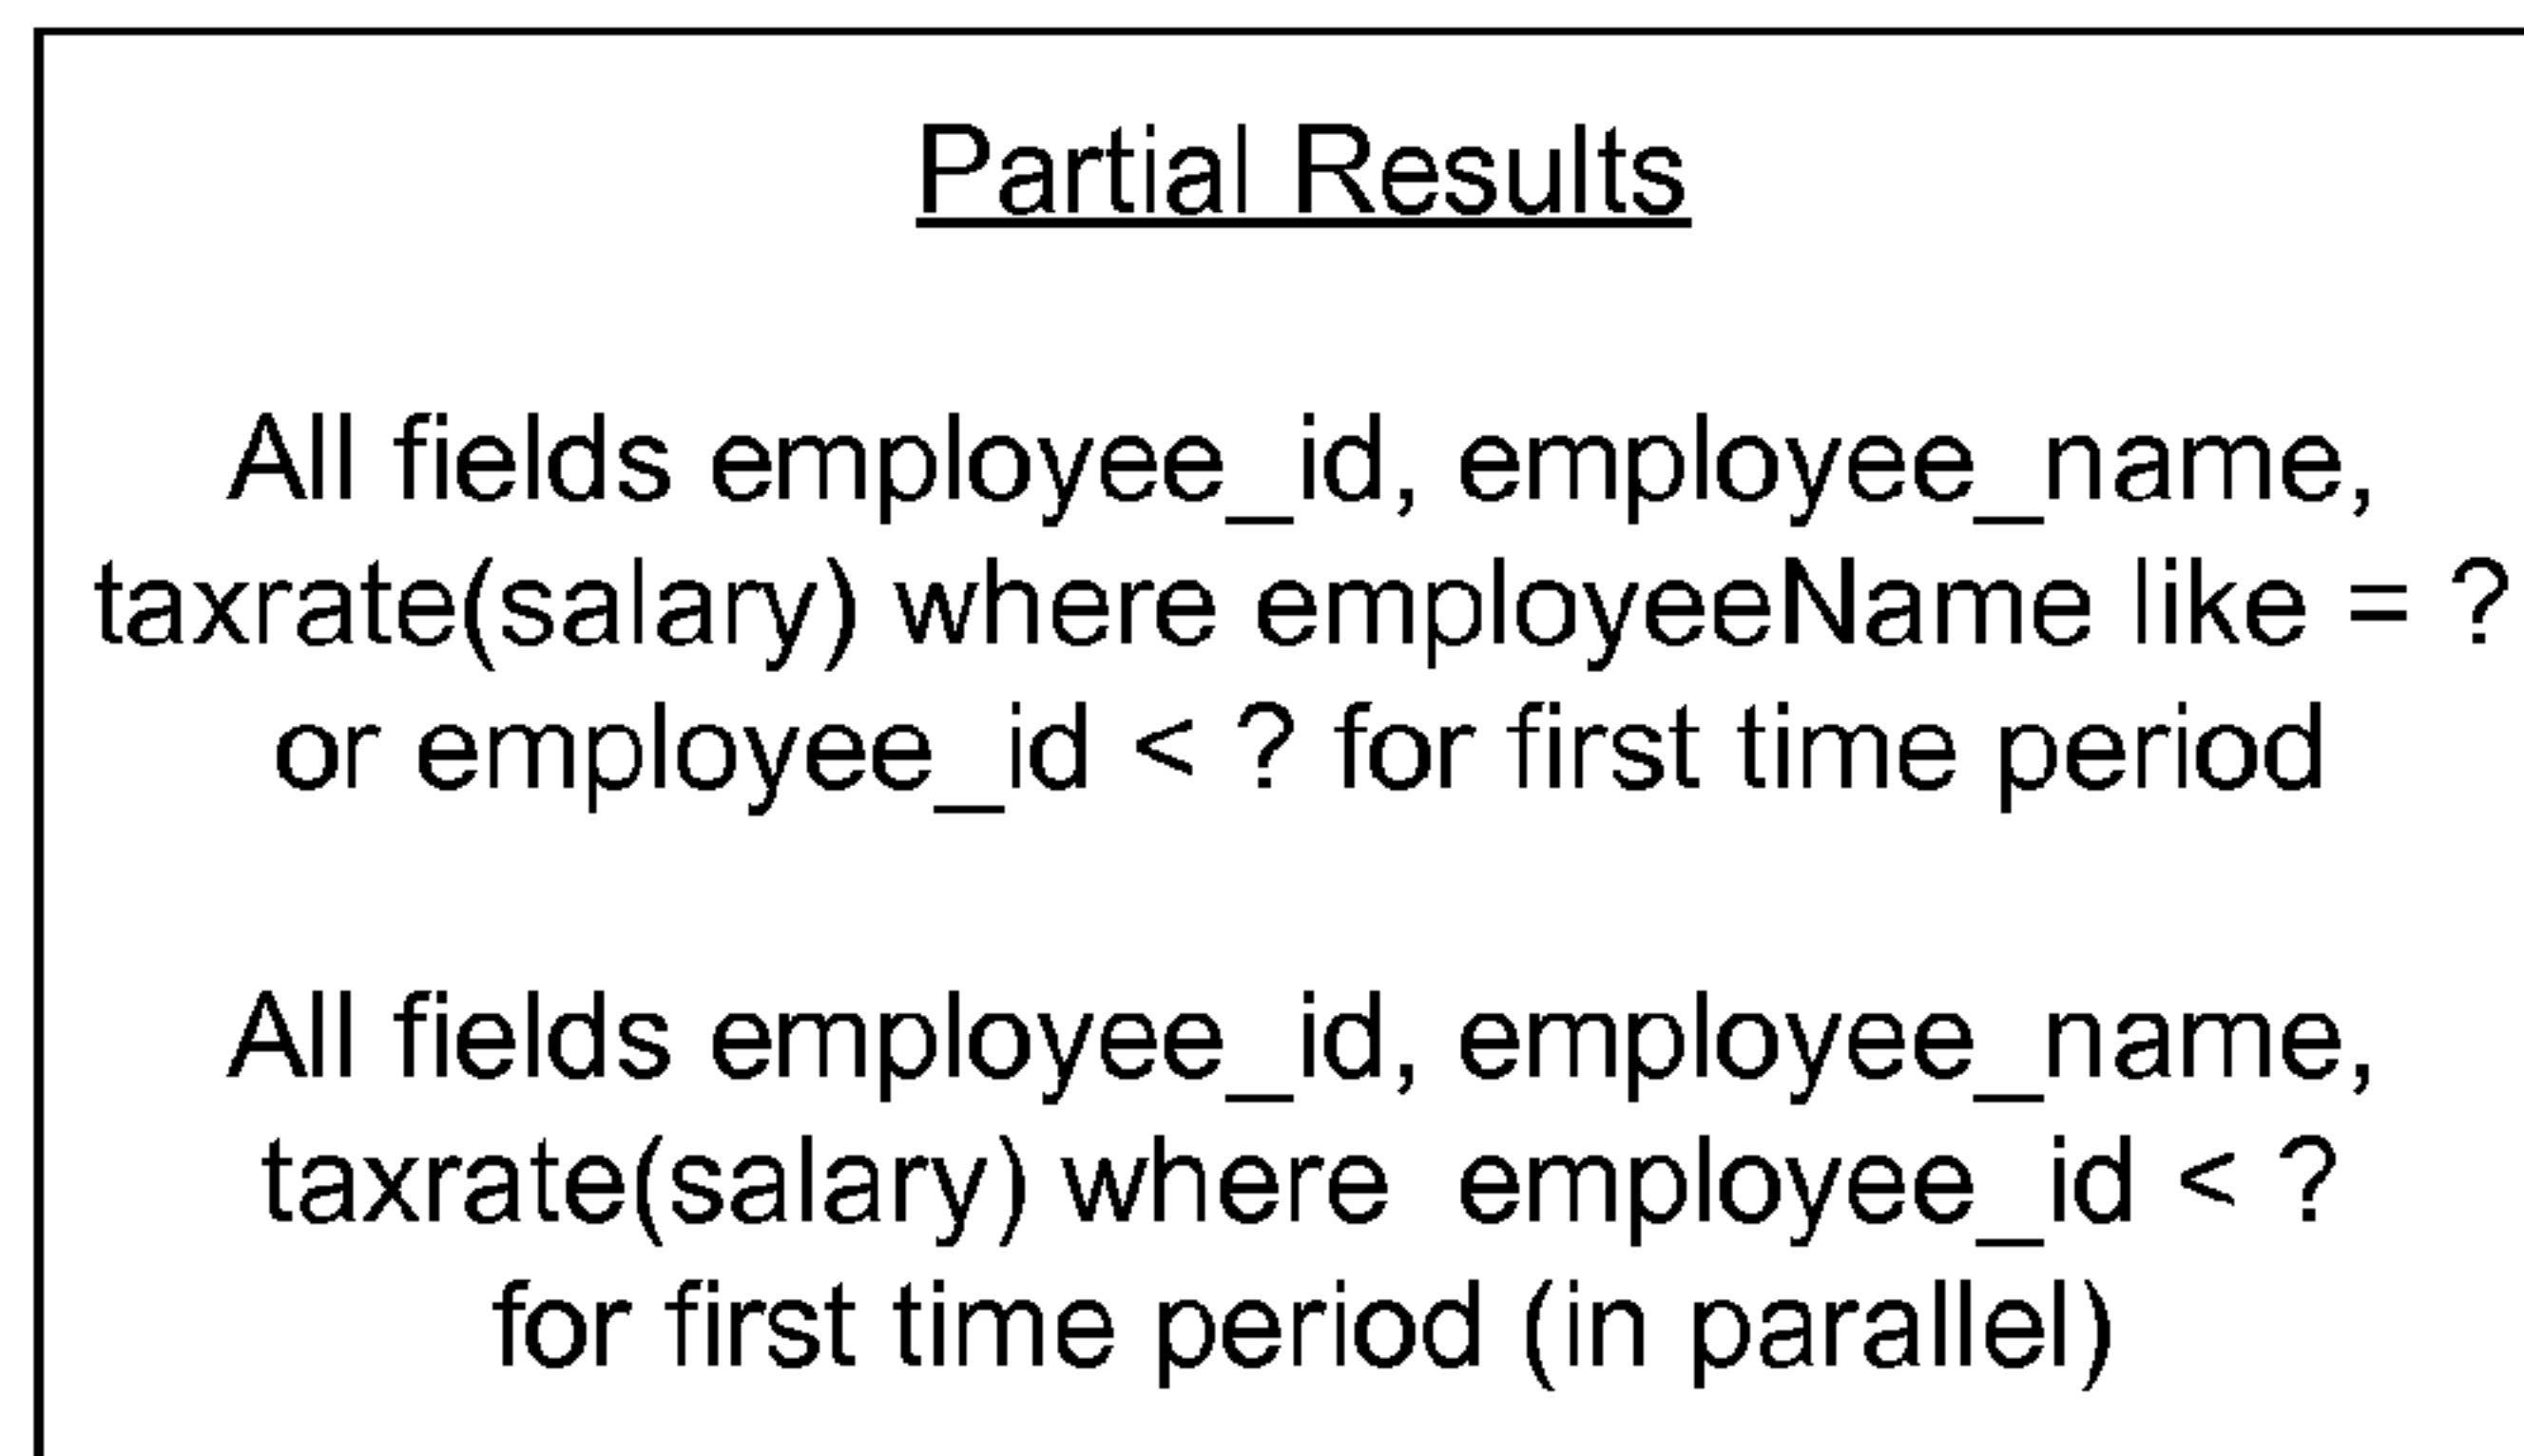 Partial Results
All fields employee_id, employee_name,
taxrate(salary) where employeeName like = ?
or employee_id < ? for first time period
All fields employee_id, employee_name,
taxrate(salary) where employee_id < ?
for first time period (in parallel)